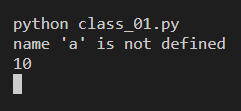 python class_01.py
name 'a' is not defined
10